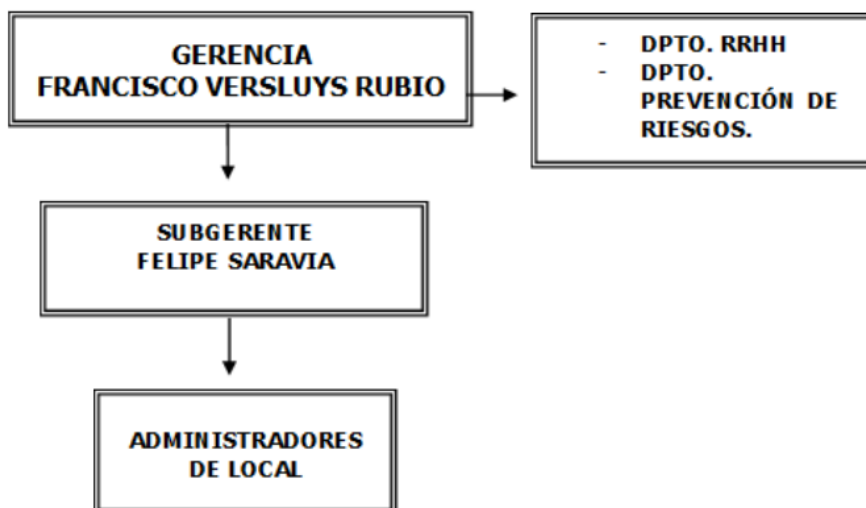 GERENCIA
FRANCISCO VERSLUYS RUBIO
- DPTO. RRHH
- DPTO.
PREVENCIÓN DE
RIESGOS.
SUBGERENTE
FELIPE SARAVIA
ADMINISTRADORES
DE LOCAL